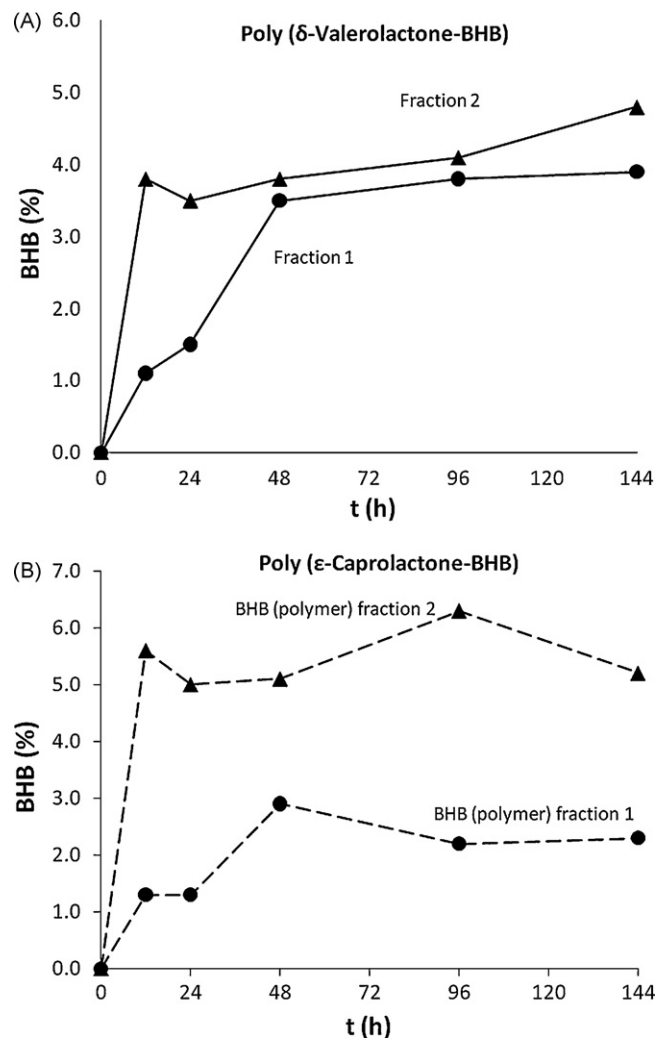 (A)
Poly (δ-Valerolactone-BHB)
6.0
5.0
4.0
3.0
2.0
1.0
0.0
BHB (%)
Fraction 2
Fraction 1
0 24 48 72 96 120 144
t (h)
(B)
Poly (ε-Caprolactone-BHB)
7.0
6.0
5.0
4.0
3.0
2.0
1.0
0.0
BHB (%)
BHB (polymer) fraction 2
BHB (polymer) fraction 1
0 24 48 72 96 120 144
t (h)